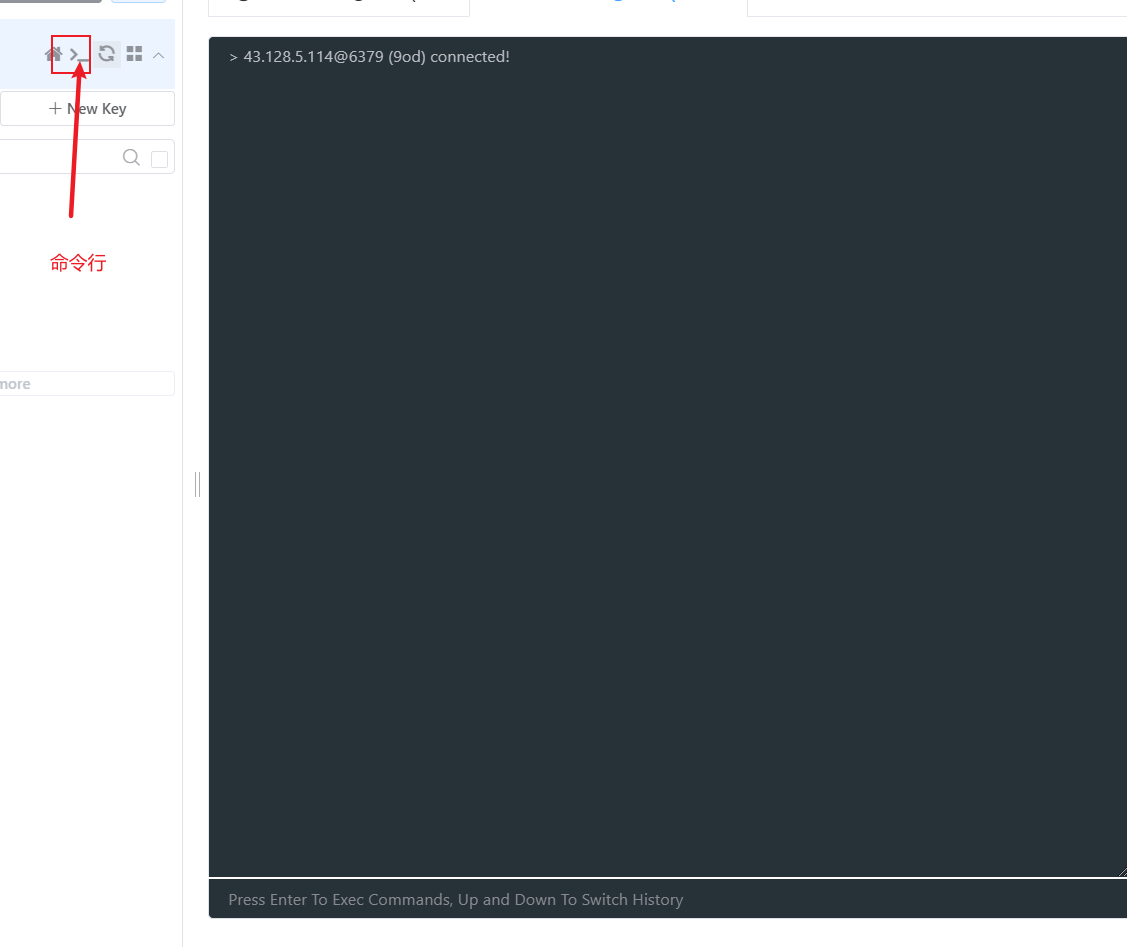 > 43.128.5.114@6379 (9od) connected!
New Key
命令行
more
Press Enter To Exec Commands, Up and Down To Switch History